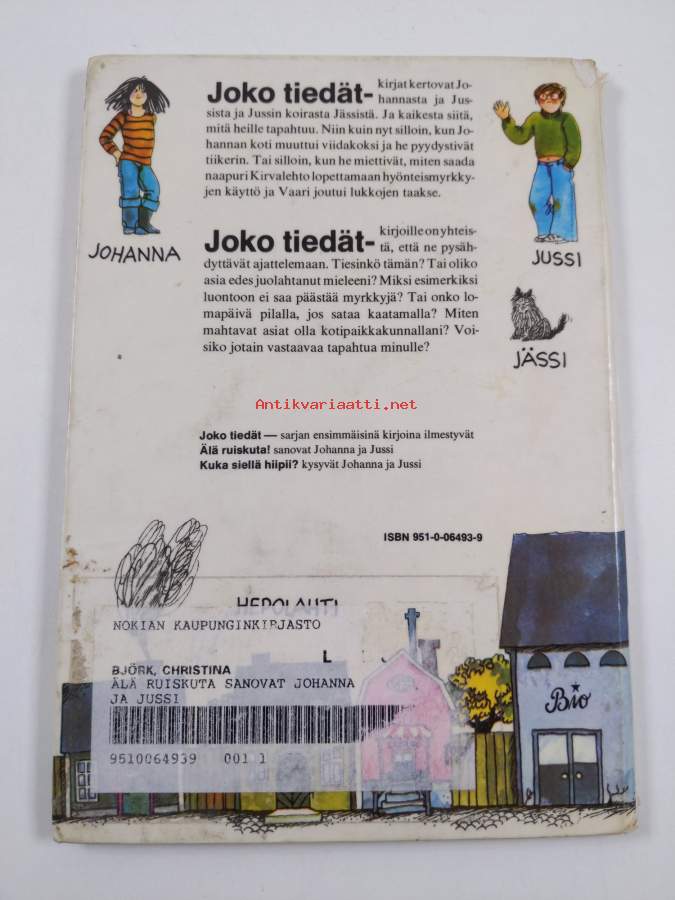 Joko tiedät- kirjat kertovat Jo-
hannasta ja Jus-
sista ja Jussin koirasta Jässistä. Ja kaikesta siitä,
mitä heille tapahtuu. Niin kuin nyt silloin, kun Jo-
hannan koti muuttui viidakoksi ja he pyydystivät
tiikerin. Tai silloin, kun he miettivät, miten saada
naapuri Kirvalehto lopettamaan hyönteismyrkky-
jen käyttö ja Vaari joutui lukkojen taakse.
JOHANNA
JUSSI
Joko tiedät- kirjoille on yhteis-
tä, että ne pysäh-
dyttävät ajattelemaan. Tiesinkö tämän? Tai oliko
asia edes juolahtanut mieleeni? Miksi esimerkiksi
luontoon ei saa päästää myrkkyjä? Tai onko lo-
mapäivä pilalla, jos sataa kaatamalla? Miten
mahtavat asiat olla kotipaikkakunnallani? Voi-
siko jotain vastaavaa tapahtua minulle?
JÄSSI
Antikvariaatti.net
Joko tiedät — sarjan ensimmäisinä kirjoina ilmestyvät
Älä ruiskuta! sanovat Johanna ja Jussi
Kuka siellä hiipii? kysyvät Johanna ja Jussi
ISBN 951-0-06493-9
HEPOLAHTI
NOKIAN KAUPUNGINKIRJASTO
L
BJÖRK, CHRISTINA
ÄLÄ RUISKUTA SANOVAT JOHANNA
JA JUSSI
9510064939 001 1
Bio